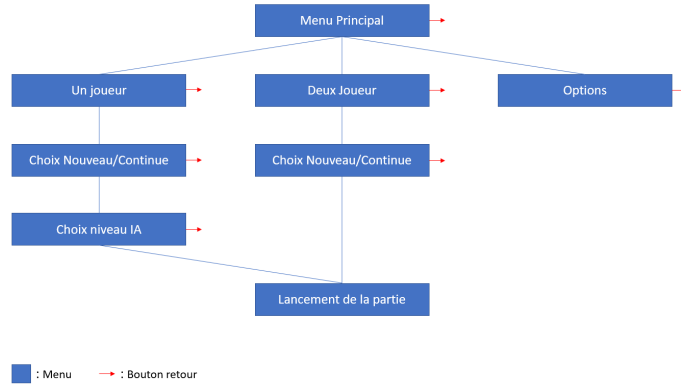 Menu Principal
Un joueur
Deux Joueur
Options
Choix Nouveau/Continue
Choix Nouveau/Continue
Choix niveau IA
Lancement de la partie
: Menu
: Bouton retour